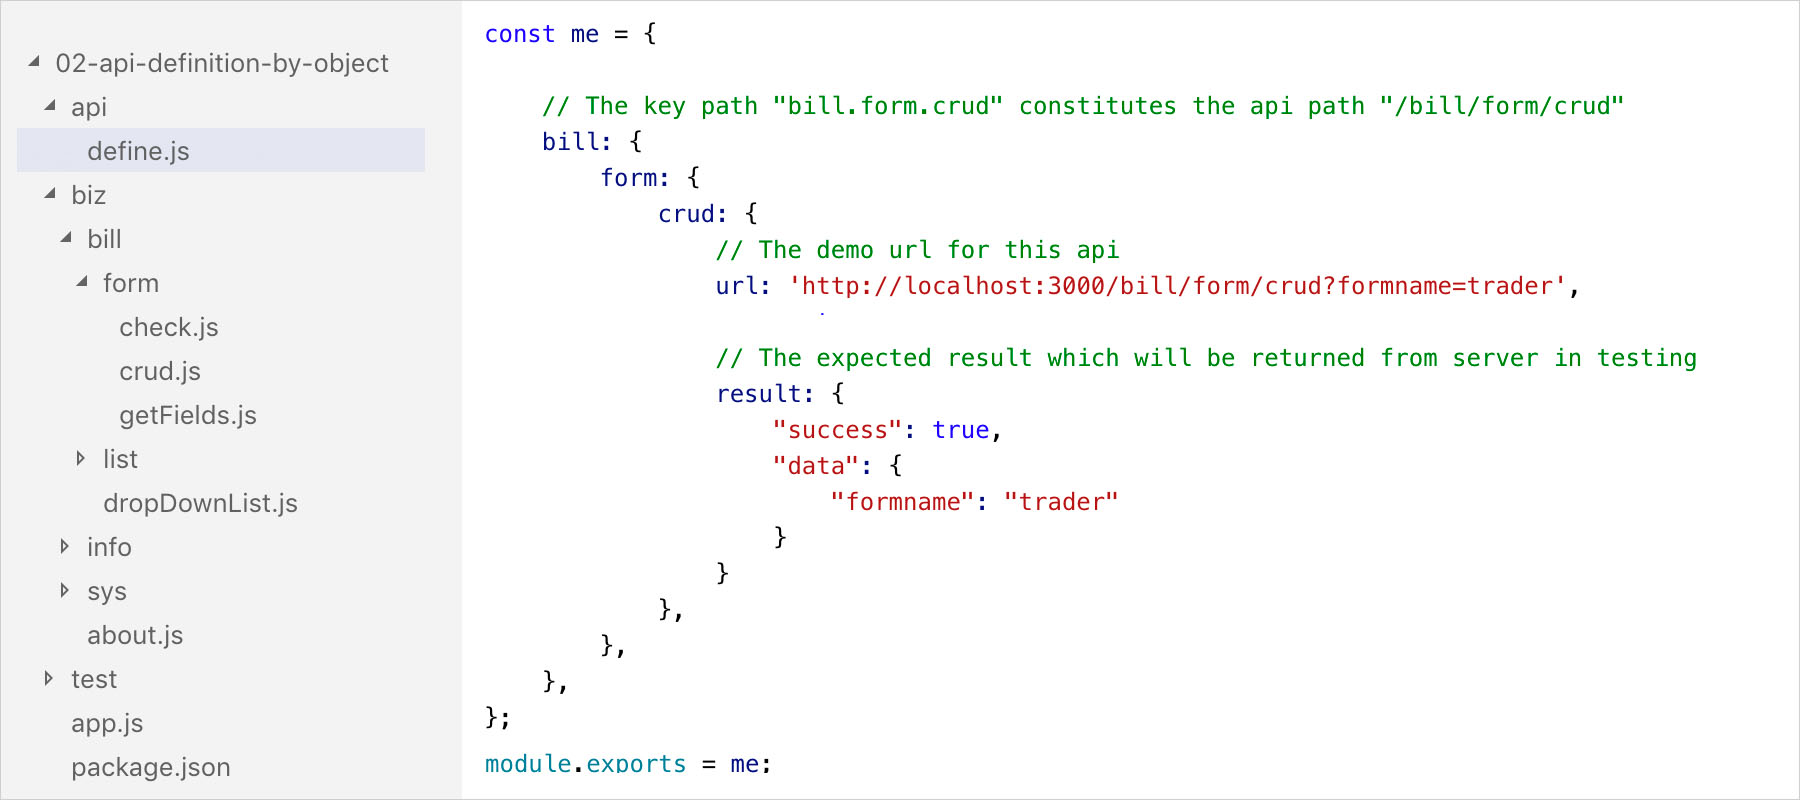 02-api-definition-by-object
api
define.js
biz
bill
form
check.js
crud.js
getFields.js
list
dropDownList.js
info
sys
about.js
test
app.js
package.json
const me = {
// The key path "bill.form.crud" constitutes the api path "/bill/form/crud"
bill: {
form: {
crud: {
// The demo url for this api
url: 'http://localhost:3000/bill/form/crud?formname=trader',
// The expected result which will be returned from server in testing
result: {
"success": true,
"data": {
"formname": "trader"
}
}
},
},
},
};
module.exports = me;